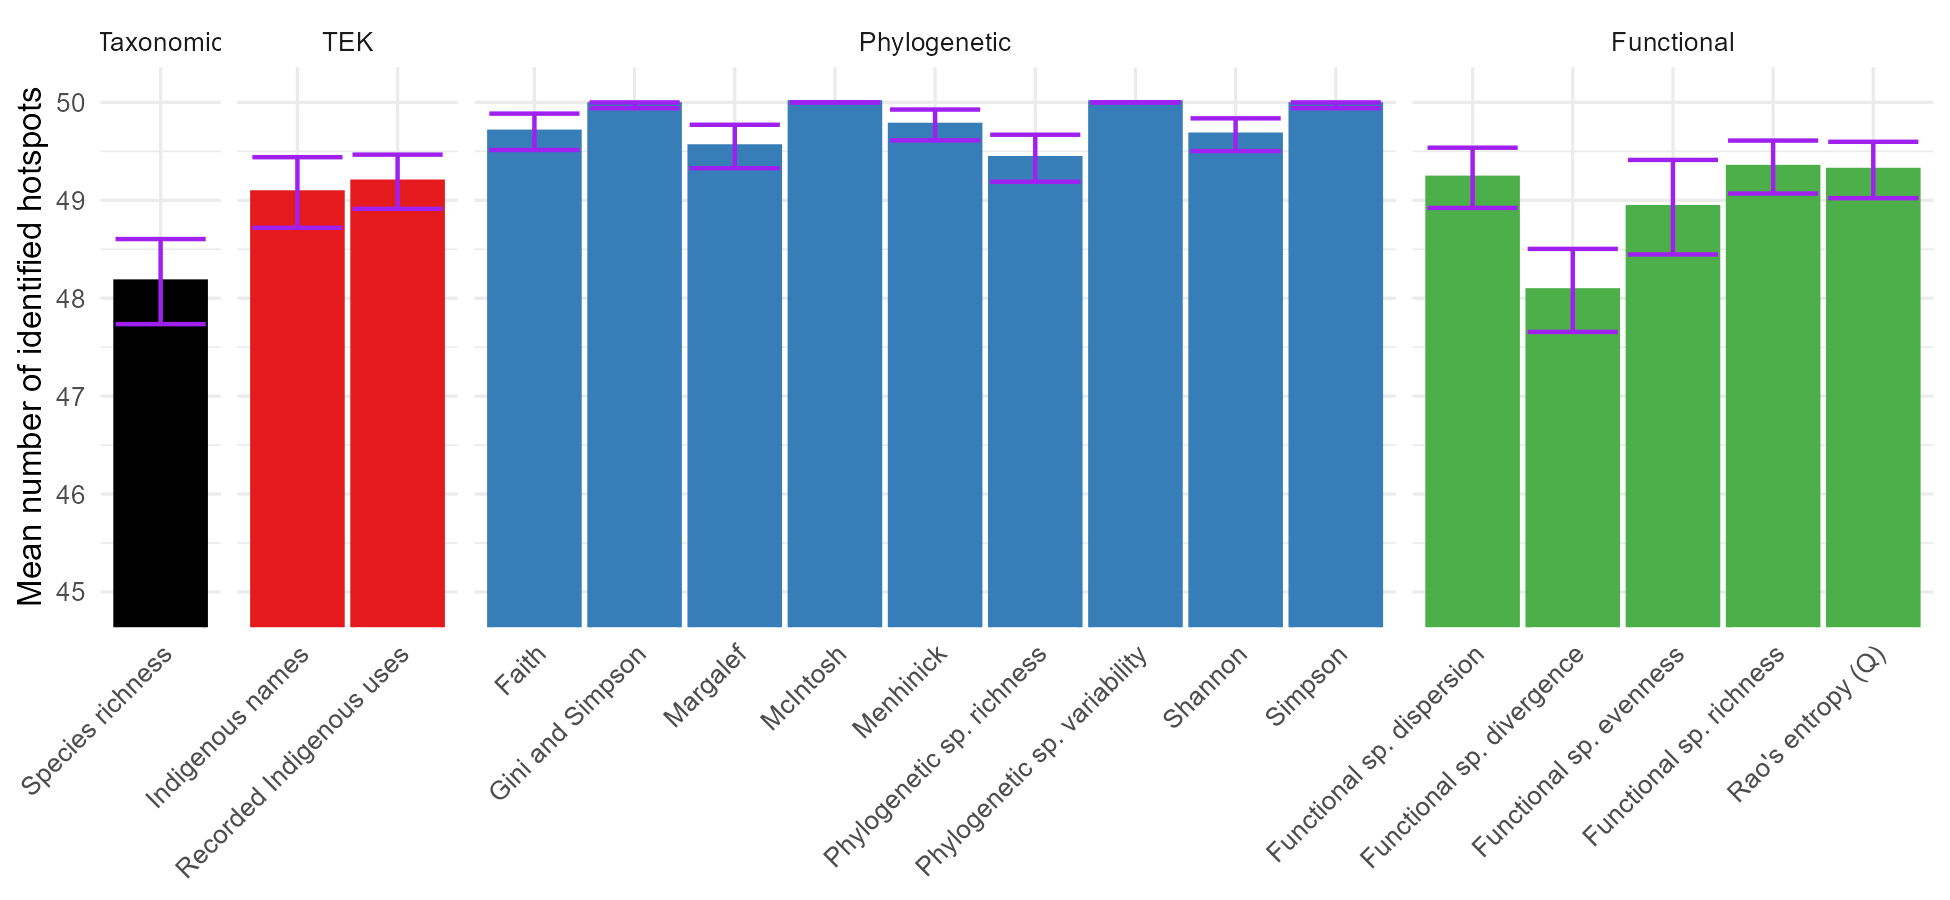 Taxonomic
TEK
Phylogenetic
Functional
Mean number of identified hotspots
50
49
48
47
46
45
Species richness
Indigenous names
Recorded Indigenous uses
Faith
Gini and Simpson
Margalef
McIntosh
Menhinick
Phylogenetic sp. richness
Phylogenetic sp. variability
Shannon
Simpson
Functional sp. dispersion
Functional sp. divergence
Functional sp. evenness
Functional sp. richness
Rao's entropy (Q)